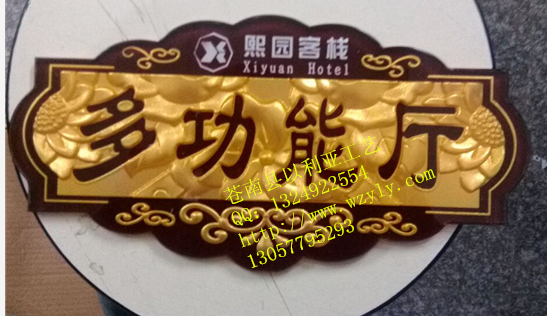 熙园客栈
Xiyuan Hotel
多功能厅
苍南县以利亚工艺
QQ: 1324922554
http://www.wzyly.com
13057795293